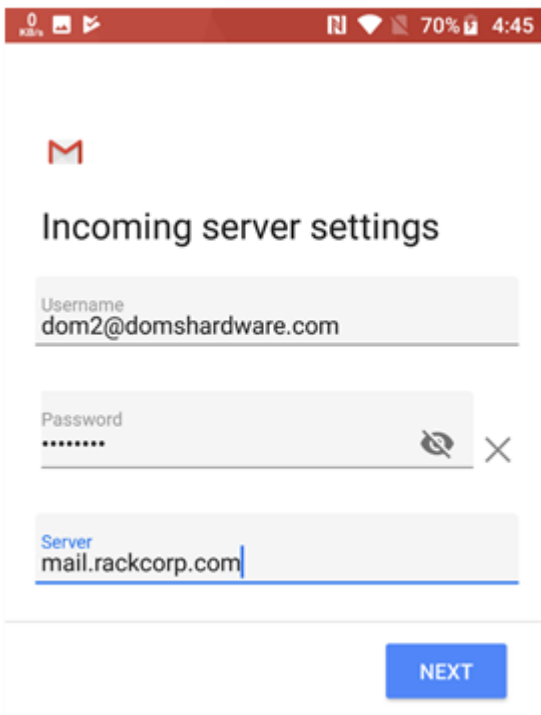 0
KB/s
70% 4:45
Incoming server settings
Username
dom2@domshardware.com
Password
••••••••
Server
mail.rackcorp.com
NEXT